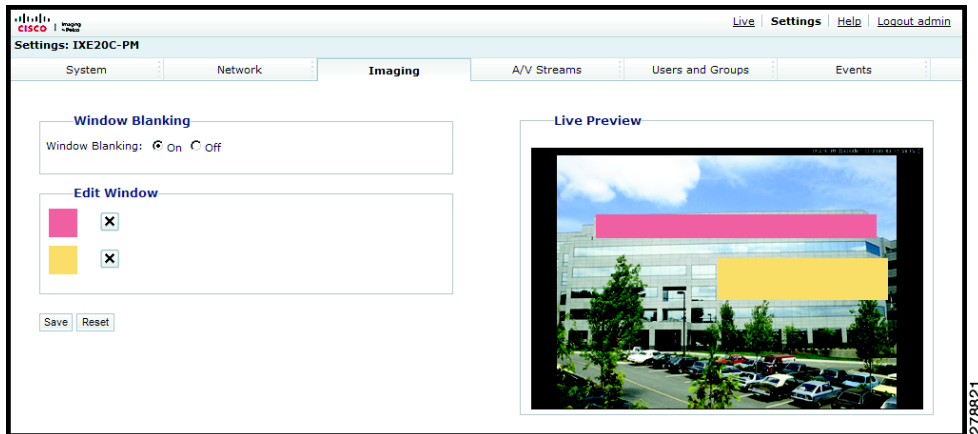 CISCO
Imaging
by Pelco
Live Settings Help Logout admin
Settings: IXE20C-PM
System Network Imaging A/V Streams Users and Groups Events
Window Blanking
Window Blanking: On Off
Live Preview
Edit Window
Save Reset
278821